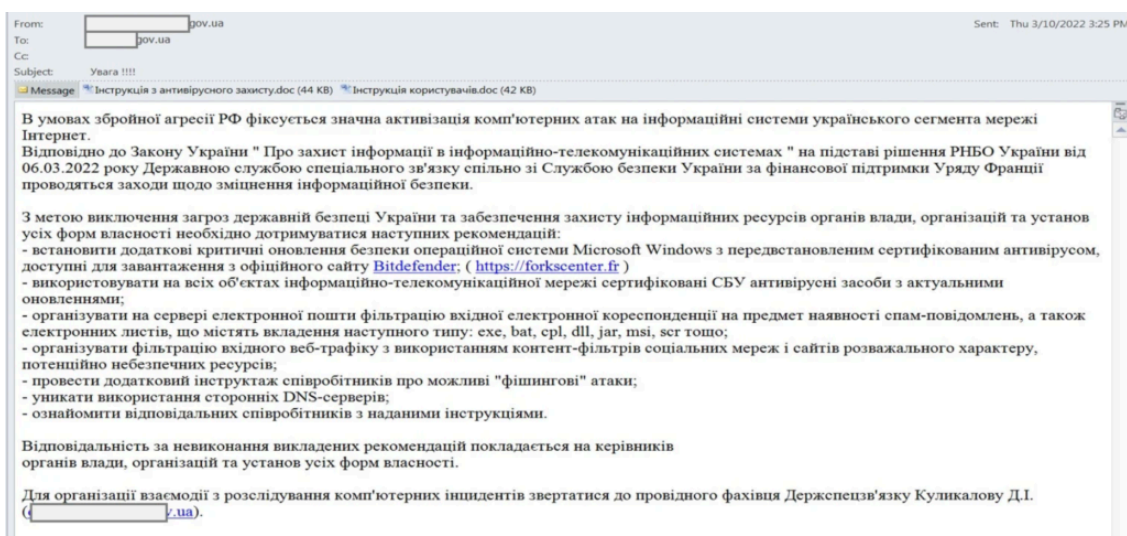 From: gov.ua Sent: Thu 3/10/2022 3:25 PM
To: gov.ua
Cc:
Subject: Увага !!!!
Message Інструкція з антивірусного захисту.doc (44 KB) Інструкція користувачів.doc (42 KB)
В умовах збройної агресії РФ фіксується значна активізація комп'ютерних атак на інформаційні системи українського сегмента мережі
Інтернет.
Відповідно до Закону України " Про захист інформації в інформаційно-телекомунікаційних системах " на підставі рішення РНБО України від
06.03.2022 року Державною службою спеціального зв'язку спільно зі Службою безпеки України за фінансової підтримки Уряду Франції
проводяться заходи щодо зміцнення інформаційної безпеки.
З метою виключення загроз державній безпеці України та забезпечення захисту інформаційних ресурсів органів влади, організацій та установ
усіх форм власності необхідно дотримуватися наступних рекомендацій:
- встановити додаткові критичні оновлення безпеки операційної системи Microsoft Windows з передвстановленим сертифікованим антивірусом,
доступні для завантаження з офіційного сайту Bitdefender; ( https://forkscenter.fr )
- використовувати на всіх об'єктах інформаційно-телекомунікаційної мережі сертифіковані СБУ антивірусні засоби з актуальними
оновленнями;
- організувати на сервері електронної пошти фільтрацію вхідної електронної кореспонденції на предмет наявності спам-повідомлень, а також
електронних листів, що містять вкладення наступного типу: exe, bat, cpl, dll, jar, msi, scr тощо;
- організувати фільтрацію вхідного веб-трафіку з використанням контент-фільтрів соціальних мереж і сайтів розважального характеру,
потенційно небезпечних ресурсів;
- провести додатковий інструктаж співробітників про можливі "фішингові" атаки;
- уникати використання сторонніх DNS-серверів;
- ознайомити відповідальних співробітників з наданими інструкціями.
Відповідальність за невиконання викладених рекомендацій покладається на керівників
органів влади, організацій та установ усіх форм власності.
Для організації взаємодії з розслідування комп'ютерних інцидентів звертатися до провідного фахівця Держспецзв'язку Куликалову Д.І.
( .ua).